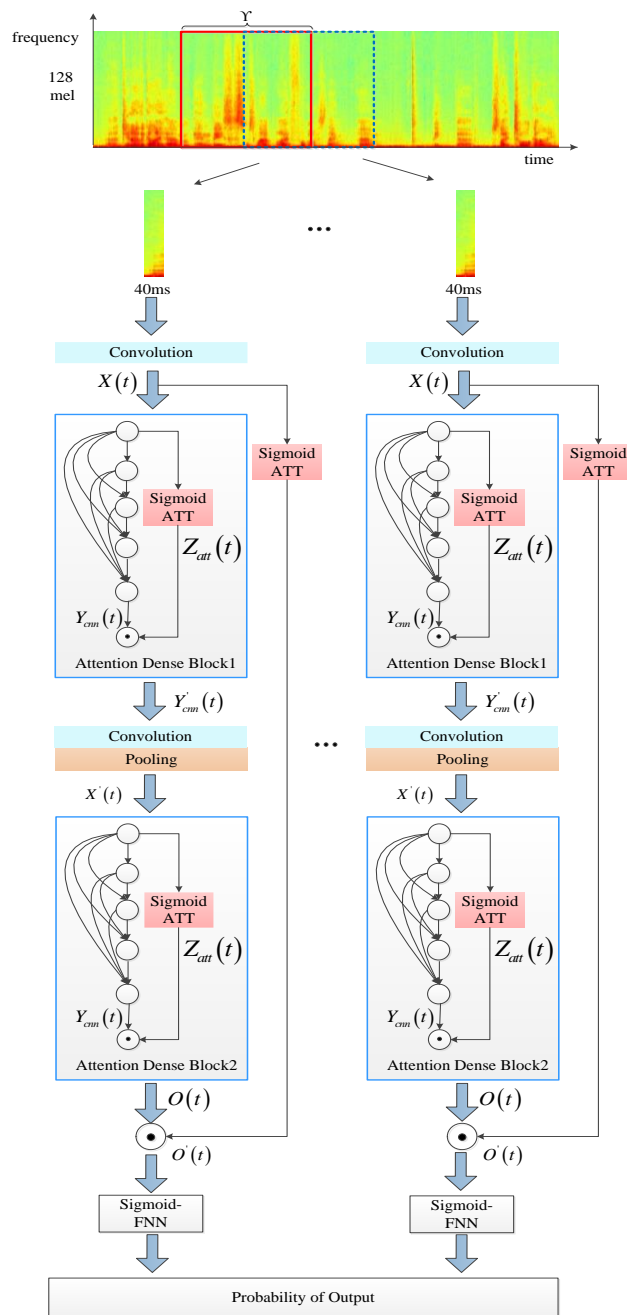 ϒ
frequency
128
mel
time
...
40ms
40ms
Convolution
Convolution
X(t)
X(t)
Sigmoid
ATT
Sigmoid
ATT
Sigmoid
ATT
Sigmoid
ATT
Z_att(t)
Z_att(t)
Y_cnn(t)
Y_cnn(t)
Attention Dense Block1
Attention Dense Block1
Y'_cnn(t)
Y'_cnn(t)
Convolution
Pooling
...
Convolution
Pooling
X'(t)
X'(t)
Sigmoid
ATT
Sigmoid
ATT
Z_att(t)
Z_att(t)
Y_cnn(t)
Y_cnn(t)
Attention Dense Block2
Attention Dense Block2
O(t)
O(t)
O'(t)
O'(t)
Sigmoid-
FNN
Sigmoid-
FNN
Probability of Output